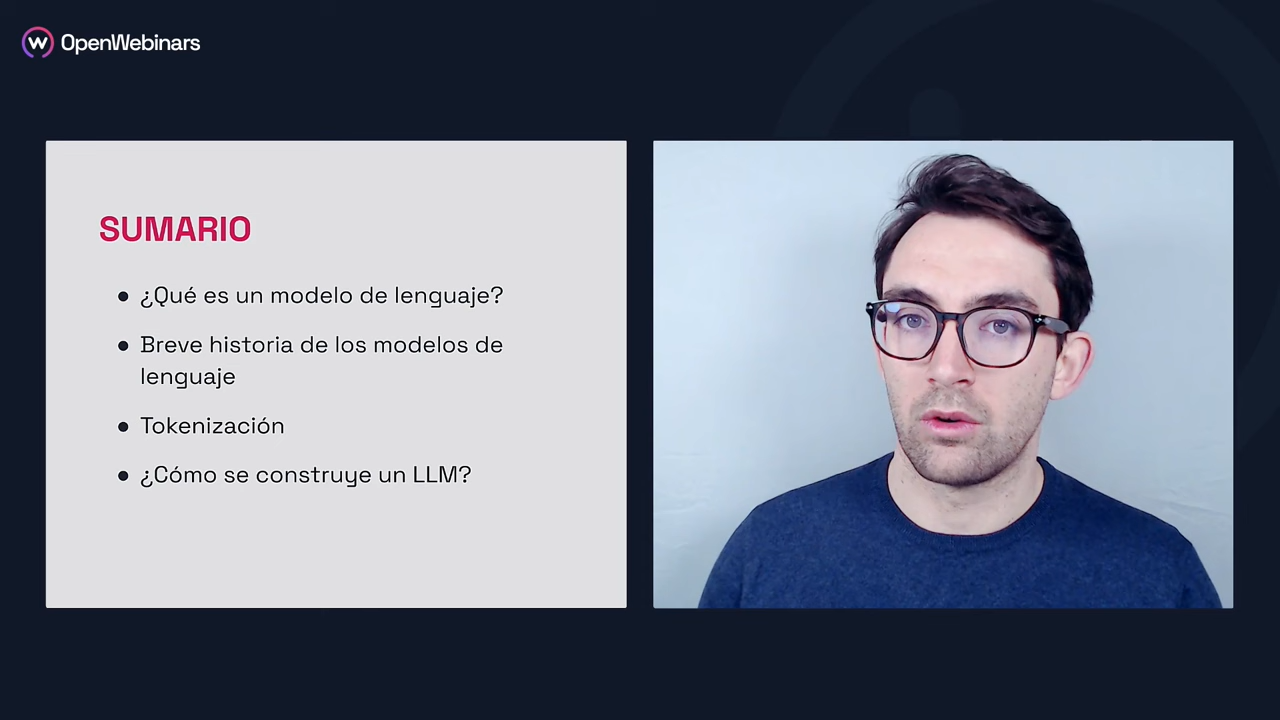 OpenWebinars
SUMARIO
● ¿Qué es un modelo de lenguaje?
● Breve historia de los modelos de
lenguaje
● Tokenización
● ¿Cómo se construye un LLM?